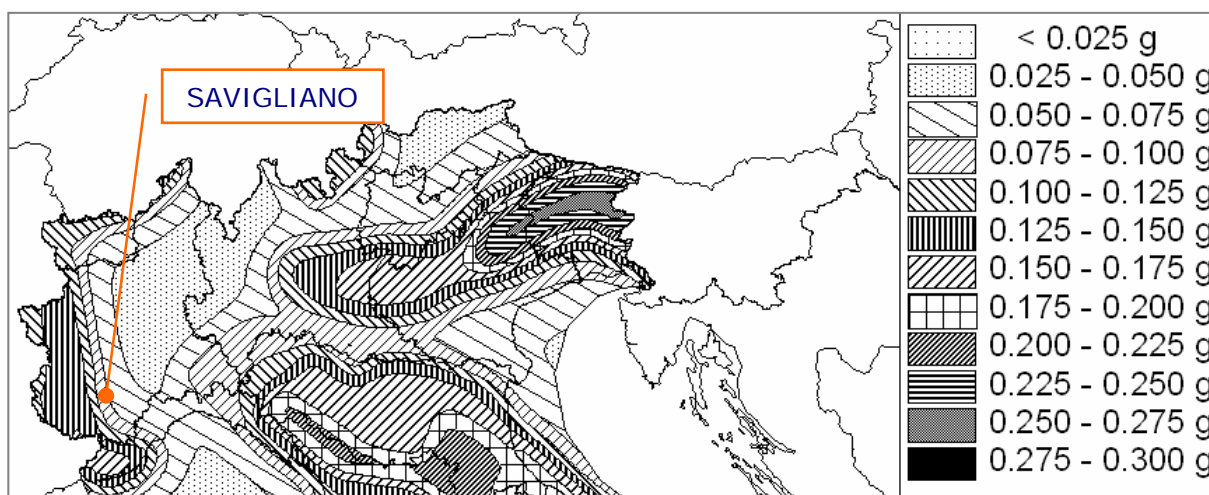 SAVIGLIANO
< 0.025 g
0.025 - 0.050 g
0.050 - 0.075 g
0.075 - 0.100 g
0.100 - 0.125 g
0.125 - 0.150 g
0.150 - 0.175 g
0.175 - 0.200 g
0.200 - 0.225 g
0.225 - 0.250 g
0.250 - 0.275 g
0.275 - 0.300 g